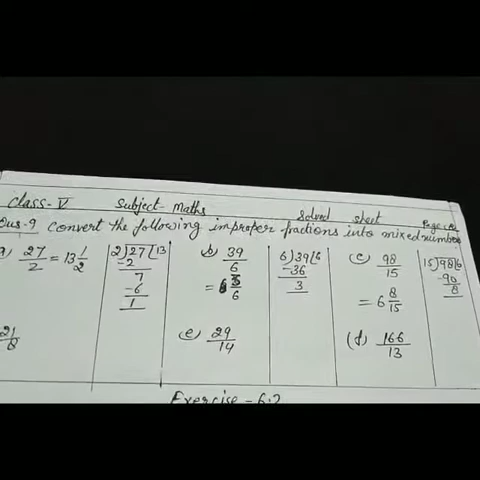 Class-V Subject- Maths
Solved Sheet
Ques-9 Convert the following improper fractions into mixed numbers
a) 27/2 = 13 1/2
2)27(13
-2
7
-6
1
b) 39/6
= 6 3/6
6)39(6
-36
3
(c) 98/15
= 6 8/15
15)98(6
-90
8
21/8
(e) 29/14
(f) 166/13
Exercise - 6.2